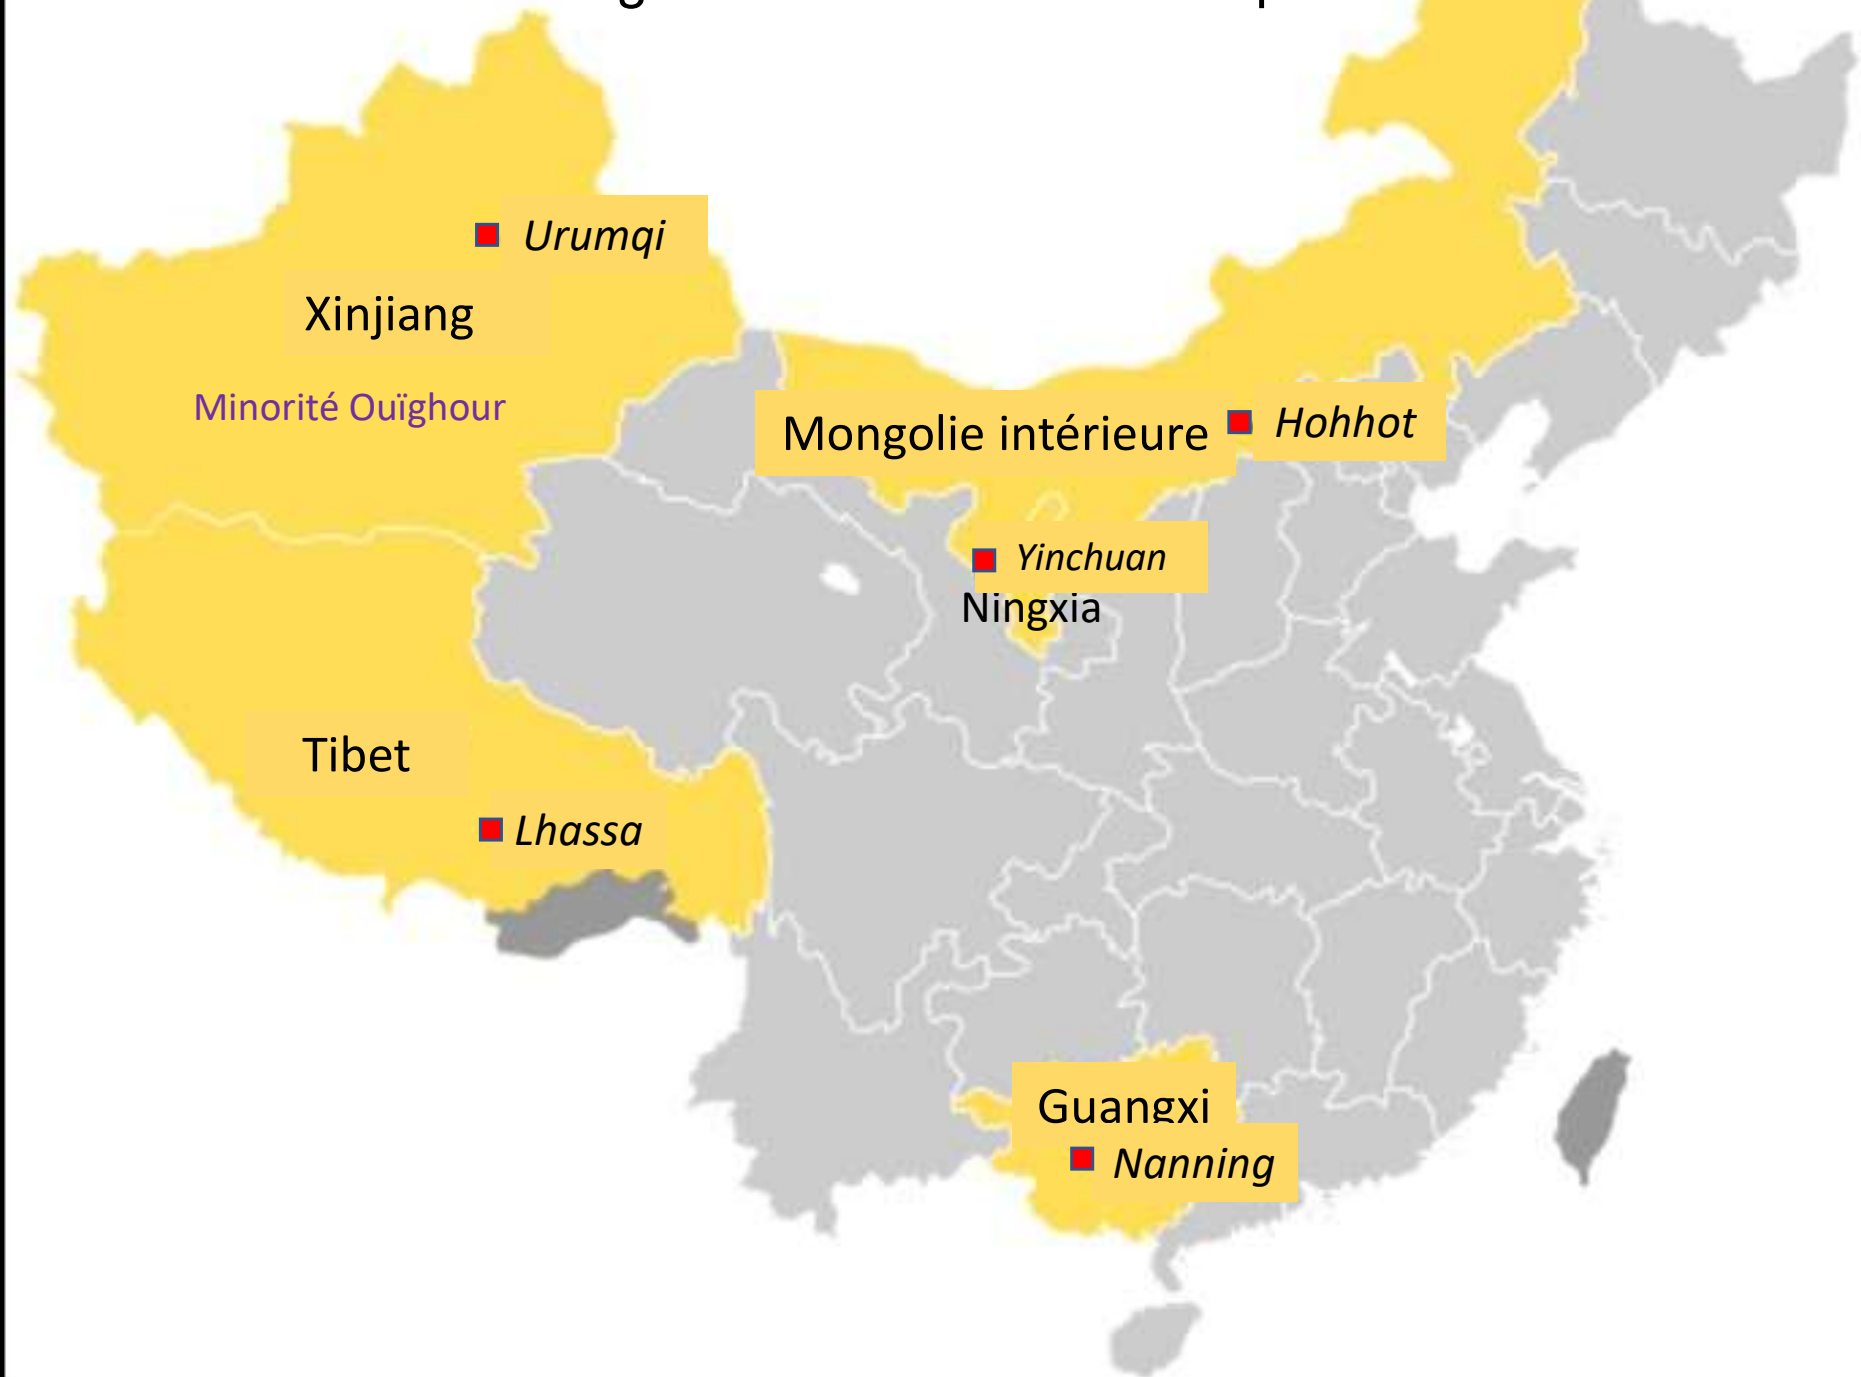 Urumqi
Xinjiang
Minorité Ouïghour
Mongolie intérieure
Hohhot
Yinchuan
Ningxia
Tibet
Lhassa
Guangxi
Nanning